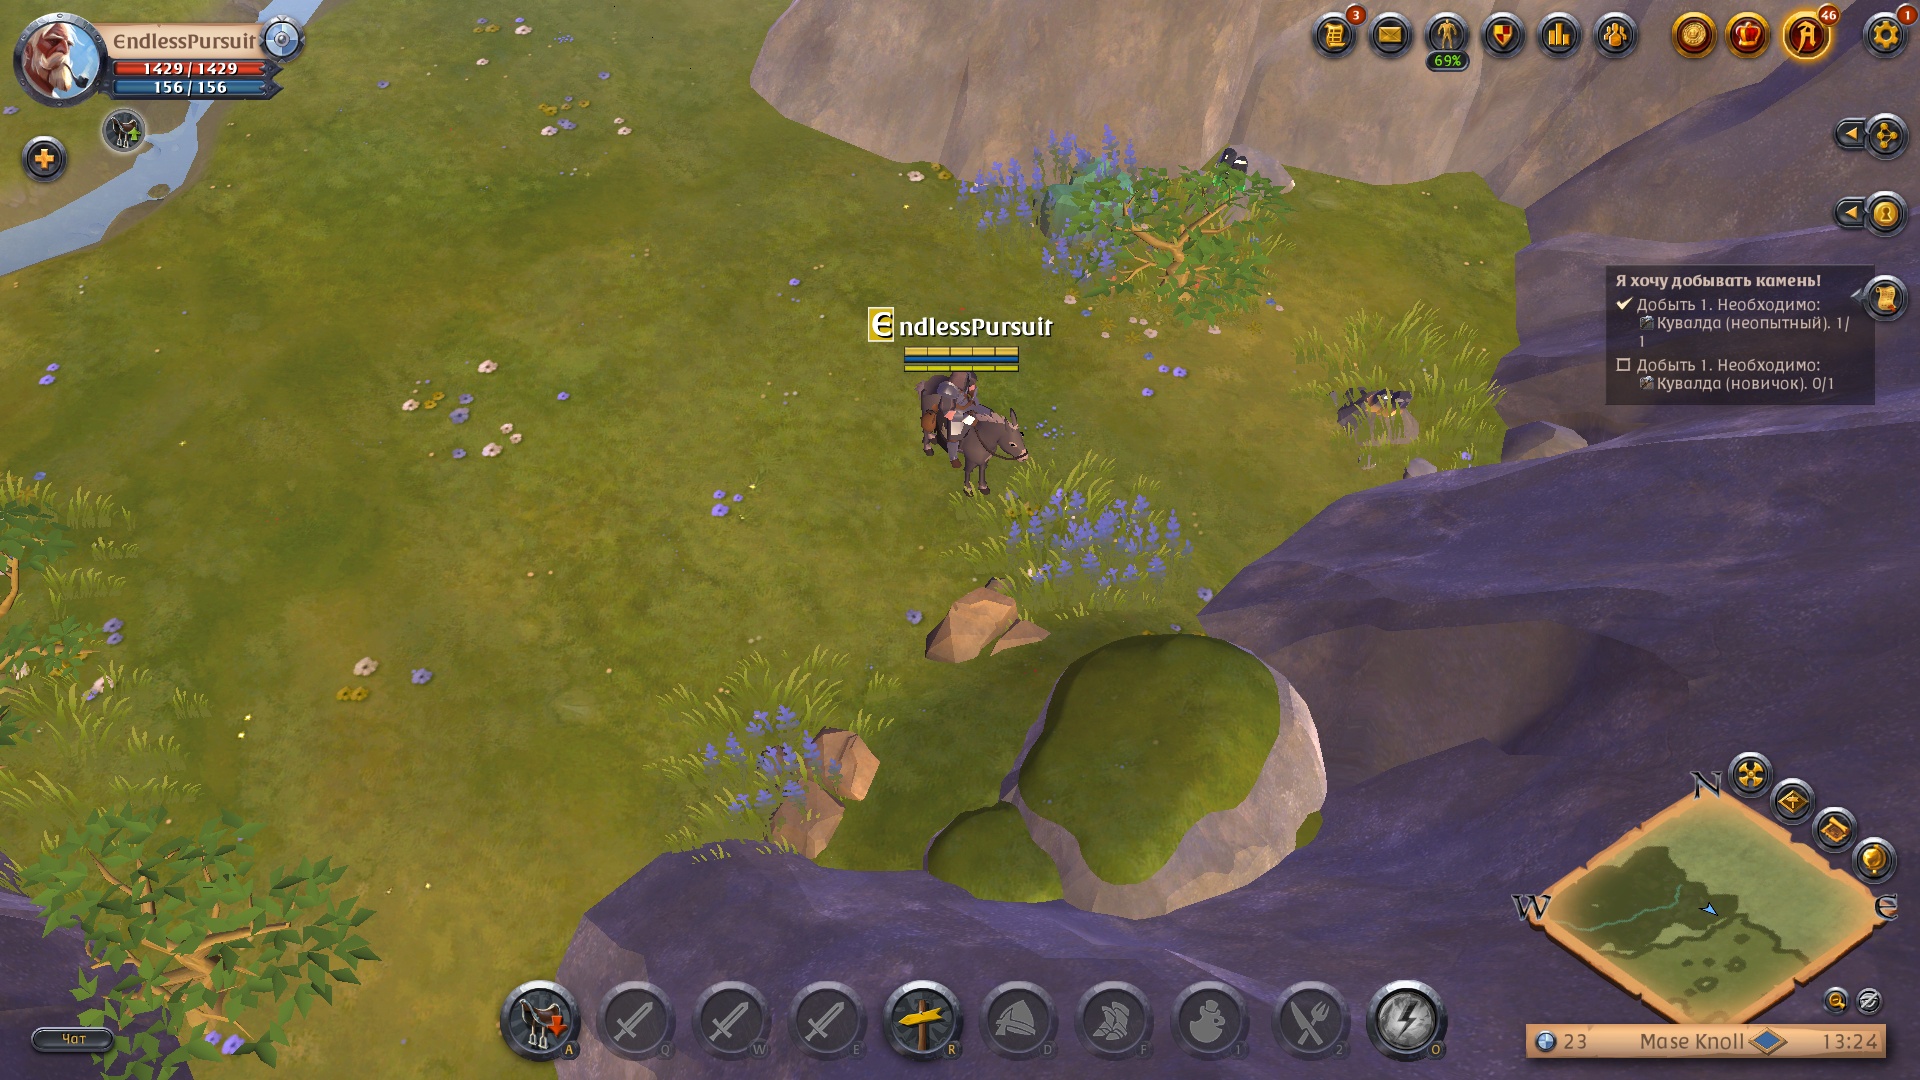 EndlessPursuit
1429 / 1429
156 / 156
3
69%
46
1
Я хочу добывать камень!
Добыть 1. Необходимо:
Кувалда (неопытный). 1/
1
Добыть 1. Необходимо:
Кувалда (новичок). 0/1
EndlessPursuit
N
W
E
Чат
A
Q
W
E
R
D
F
1
2
O
23
Mase Knoll
13:24